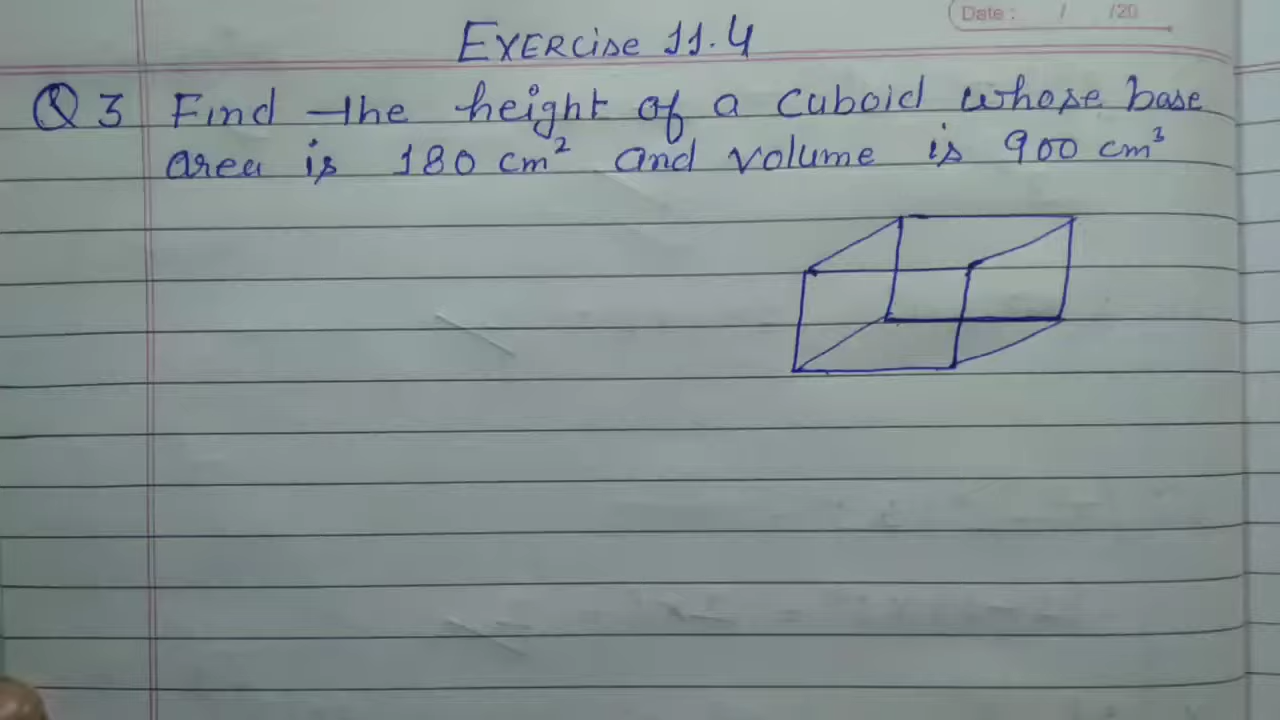 Date : / /20
Exercise 11.4
Q 3 Find the height of a cuboid whose base
area is 180 cm² and volume is 900 cm³